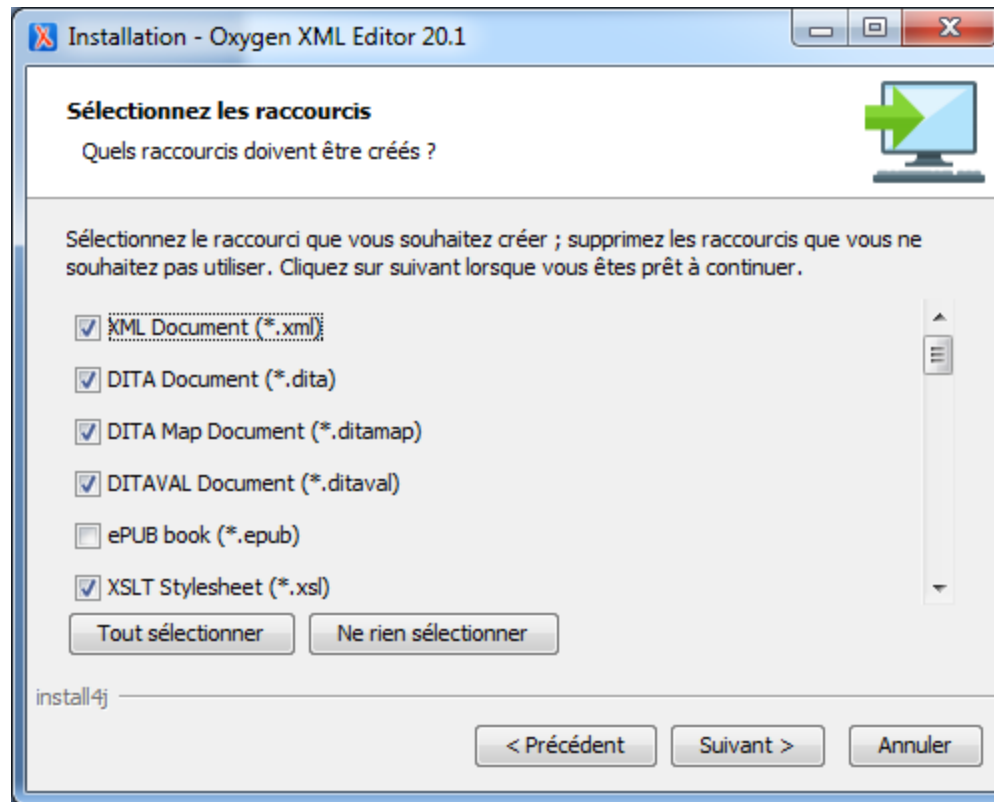 Installation - Oxygen XML Editor 20.1
Sélectionnez les raccourcis
Quels raccourcis doivent être créés ?
Sélectionnez le raccourci que vous souhaitez créer ; supprimez les raccourcis que vous ne
souhaitez pas utiliser. Cliquez sur suivant lorsque vous êtes prêt à continuer.
XML Document (*.xml)
DITA Document (*.dita)
DITA Map Document (*.ditamap)
DITAVAL Document (*.ditaval)
ePUB book (*.epub)
XSLT Stylesheet (*.xsl)
Tout sélectionner Ne rien sélectionner
install4j
< Précédent Suivant > Annuler